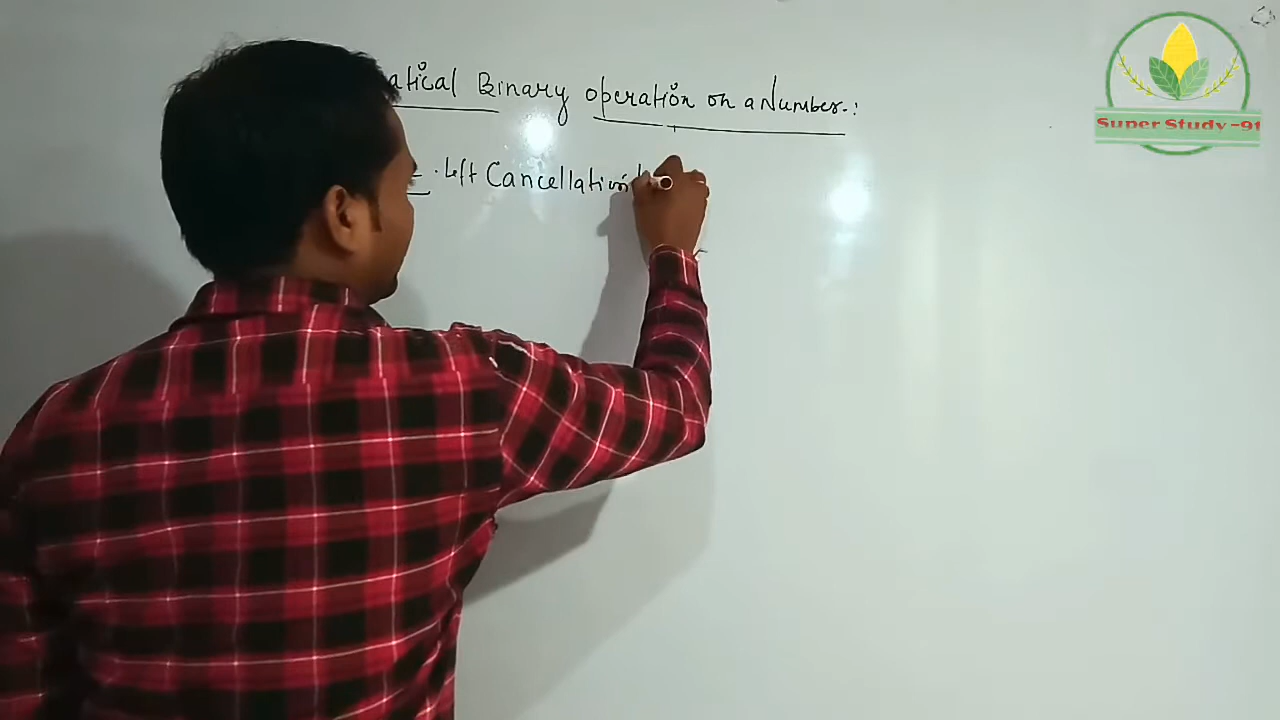 atical Binary operation on a Number :
Left Cancellation
Super Study -91